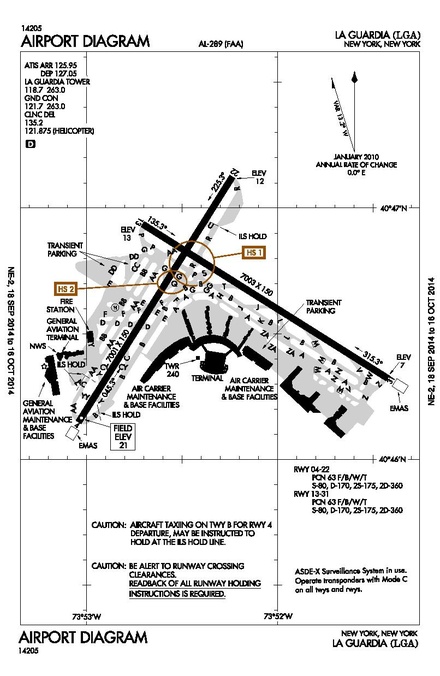 14205
AIRPORT DIAGRAM
AL-289 (FAA)
LA GUARDIA (LGA)
NEW YORK, NEW YORK
ATIS ARR 125.95
DEP 127.05
LA GUARDIA TOWER
118.7 263.0
GND CON
121.7 263.0
CLNC DEL
135.2
121.875 (HELICOPTER)
D
JANUARY 2010
ANNUAL RATE OF CHANGE
0.0° E
225.3°
22
ELEV
12
40°47'N
135.3°
ELEV
13
ILS HOLD
HS 1
TRANSIENT
PARKING
7003 X 150
HS 2
TRANSIENT
PARKING
FIRE
STATION
GENERAL
AVIATION
TERMINAL
NWS
ILS HOLD
7001 X 150
045.3°
TWR
240
TERMINAL
315.3°
ELEV
7
EMAS
AIR CARRIER
MAINTENANCE
& BASE FACILITIES
AIR CARRIER
MAINTENANCE
& BASE FACILITIES
GENERAL
AVIATION
MAINTENANCE
& BASE
FACILITIES
ILS HOLD
FIELD
ELEV
21
EMAS
40°46'N
RWY 04-22
PCN 63 F/B/W/T
S-80, D-170, 2S-175, 2D-360
RWY 13-31
PCN 63 F/B/W/T
S-80, D-170, 2S-175, 2D-360
CAUTION: AIRCRAFT TAXIING ON TWY B FOR RWY 4
DEPARTURE, MAY BE INSTRUCTED TO
HOLD AT THE ILS HOLD LINE.
CAUTION: BE ALERT TO RUNWAY CROSSING
CLEARANCES.
READBACK OF ALL RUNWAY HOLDING
INSTRUCTIONS IS REQUIRED.
ASDE-X Surveillance System in use.
Operate transponders with Mode C
on all twys and rwys.
73°53'W
73°52'W
NE-2, 18 SEP 2014 to 16 OCT 2014
NE-2, 18 SEP 2014 to 16 OCT 2014
AIRPORT DIAGRAM
14205
NEW YORK, NEW YORK
LA GUARDIA (LGA)